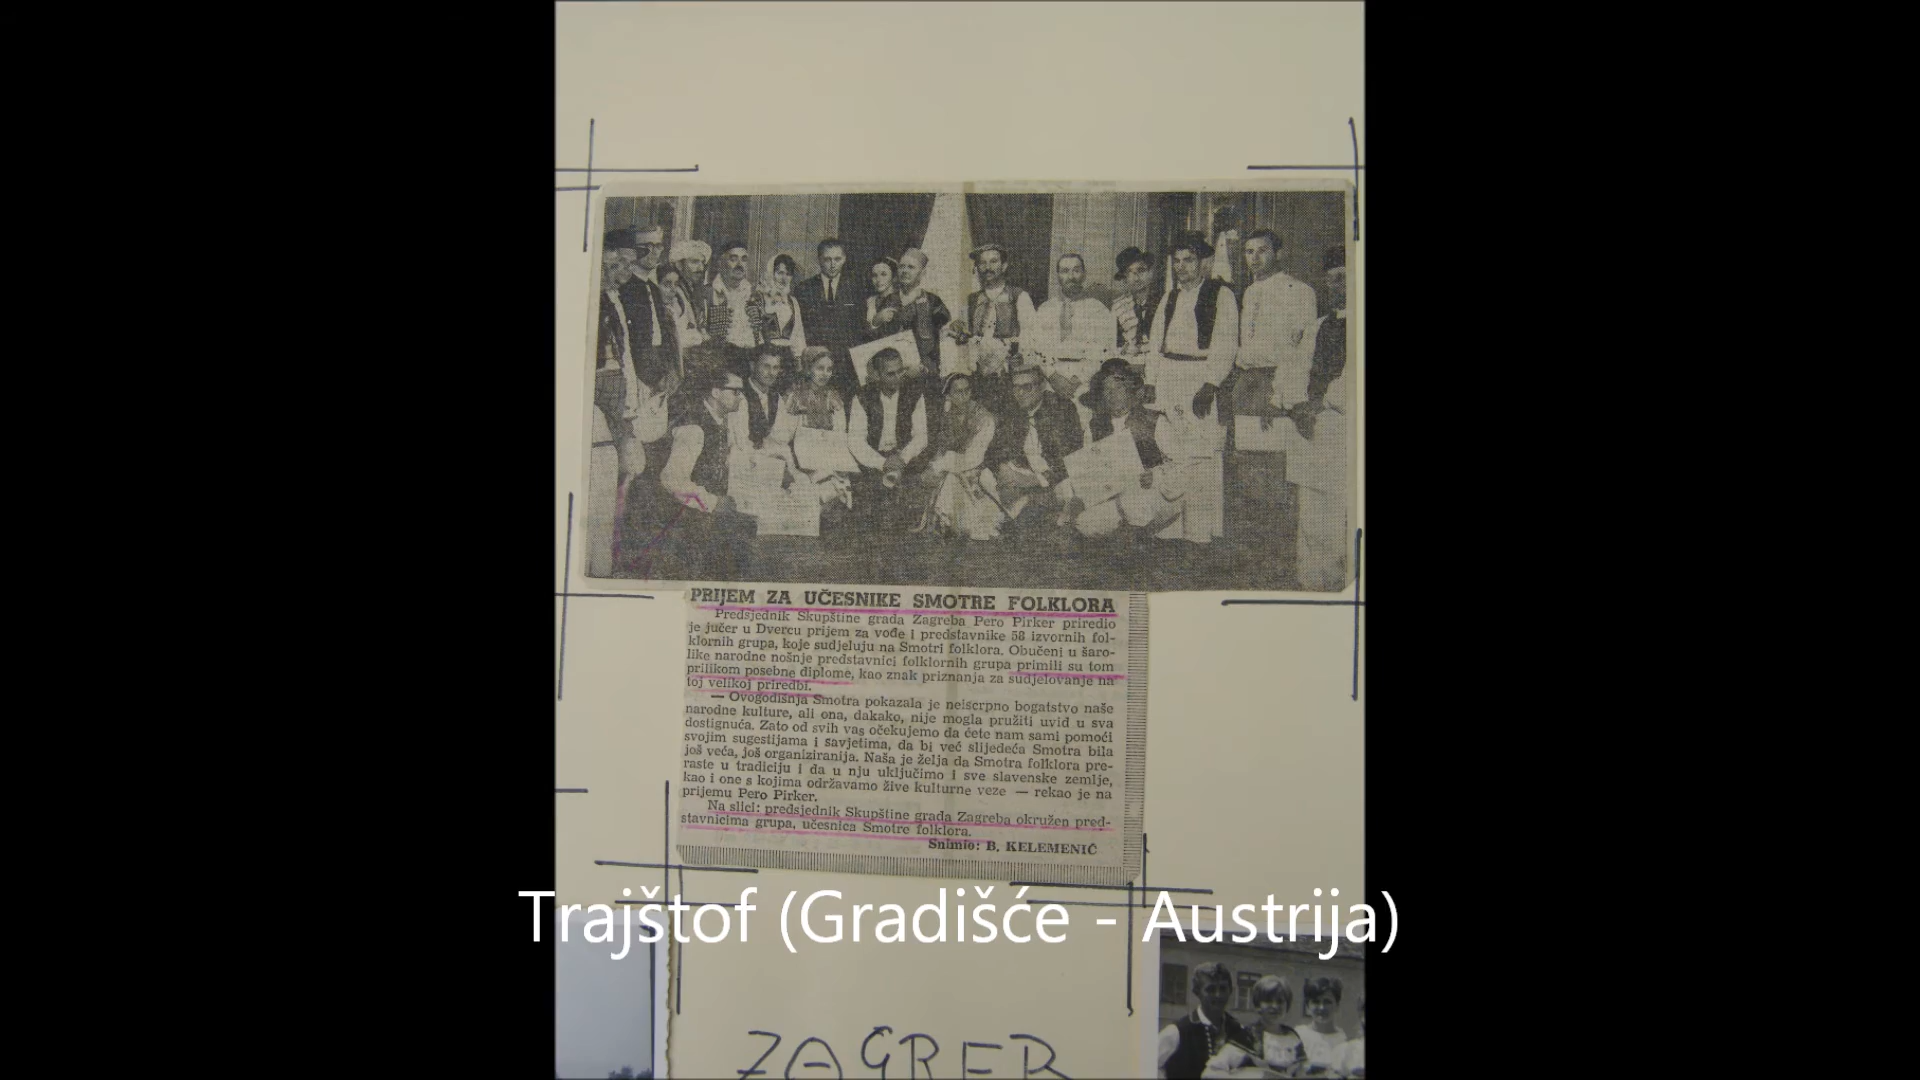 PRIJEM ZA UČESNIKE SMOTRE FOLKLORA
Predsjednik Skupštine grada Zagreba Pero Pirker priredio
je jučer u Dvercu prijem za vođe i predstavnike 58 izvornih fol-
klornih grupa, koje sudjeluju na Smotri folklora. Obučeni u šaro-
like narodne nošnje predstavnici folklornih grupa primili su tom
prilikom posebne diplome, kao znak priznanja za sudjelovanje na
toj velikoj priredbi.
— Ovogodišnja Smotra pokazala je neiscrpno bogatstvo naše
narodne kulture, ali ona, dakako, nije mogla pružiti uvid u sva
dostignuća. Zato od svih vas očekujemo da ćete nam sami pomoći
svojim sugestijama i savjetima, da bi već slijedeća Smotra bila
još veća, još organiziranija. Naša je želja da Smotra folklora pre-
raste u tradiciju i da u nju uključimo i sve slavenske zemlje,
kao i one s kojima održavamo žive kulturne veze — rekao je na
prijemu Pero Pirker.
Na slici: predsjednik Skupštine grada Zagreba okružen pred-
stavnicima grupa, učesnica Smotre folklora.
Snimio: B. KELEMENIĆ
Trajštof (Gradišće - Austrija)
ZAGREB